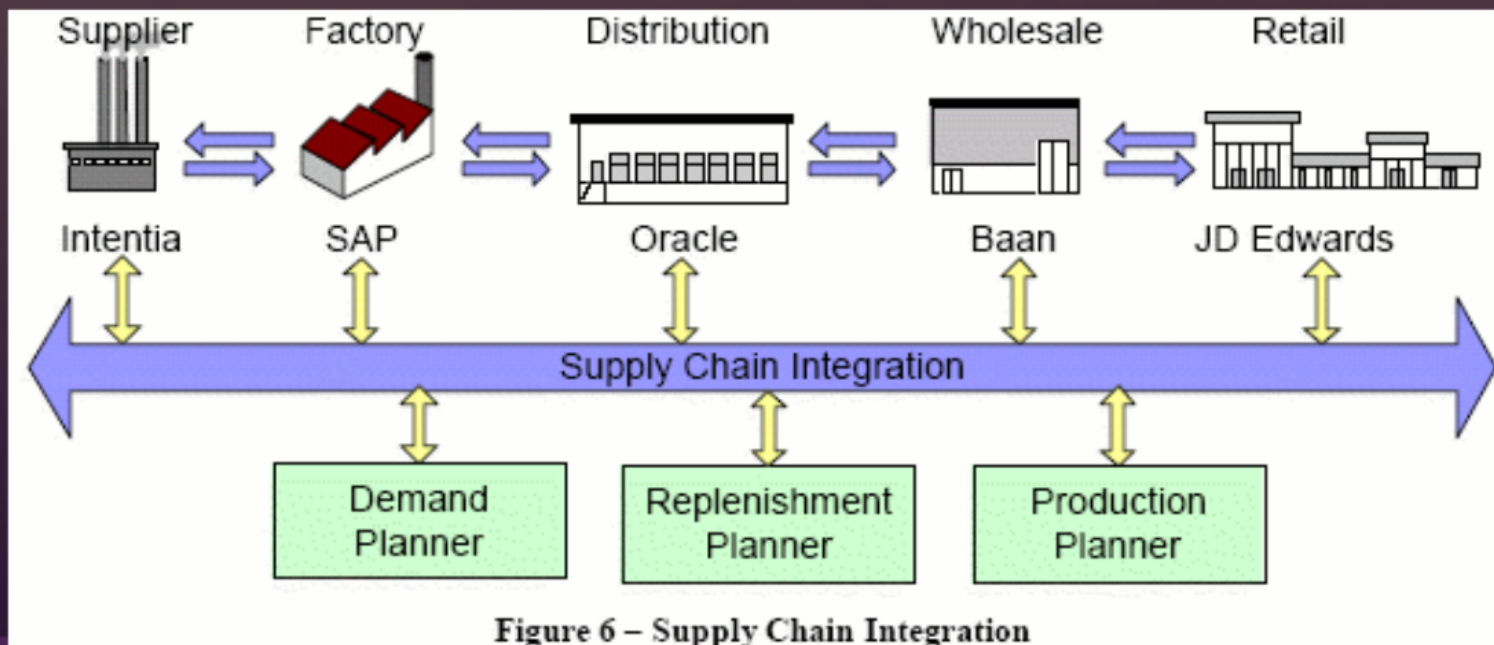 Supplier Factory Distribution Wholesale Retail
Intentia SAP Oracle Baan JD Edwards
Supply Chain Integration
Demand
Planner
Replenishment
Planner
Production
Planner
Figure 6 – Supply Chain Integration